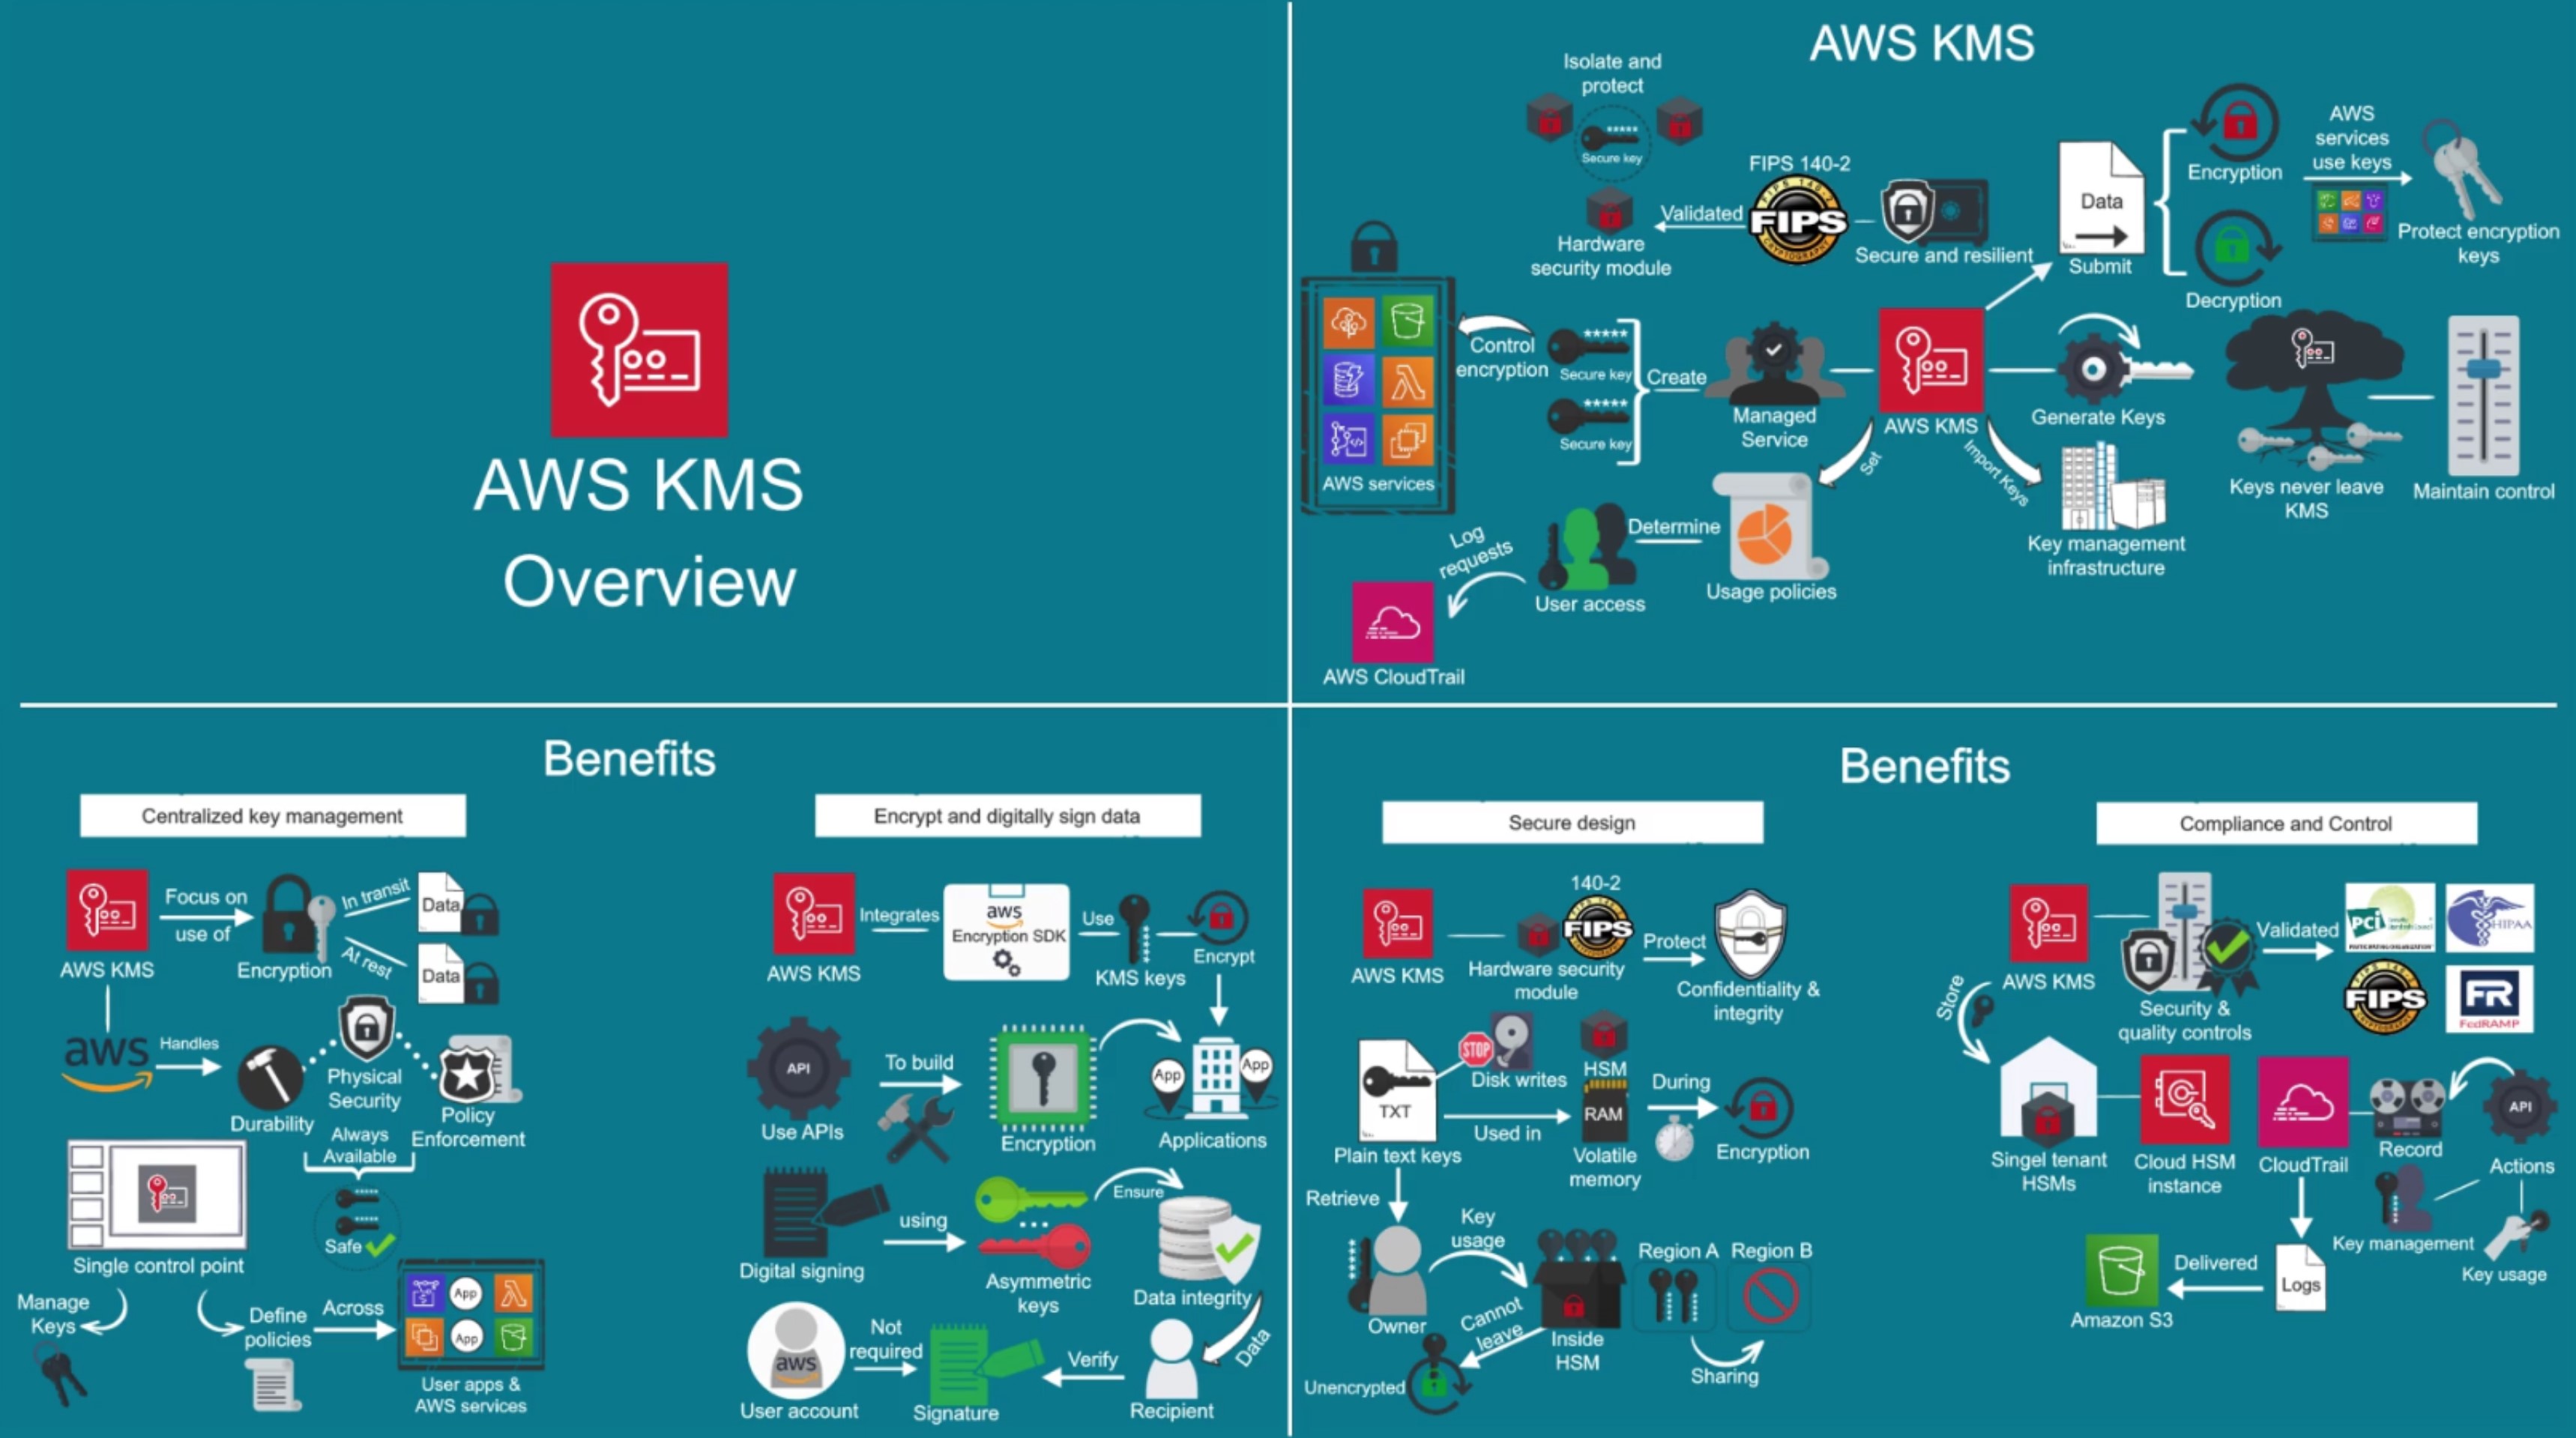 AWS KMS
Overview
AWS KMS
Isolate and
protect
*****
Secure key
Hardware
security module
Validated
FIPS 140-2
FIPS 140-2
FIPS
CRYPTOGRAPHY
Secure and resilient
Data
Submit
Encryption
Decryption
AWS
services
use keys
Protect encryption
keys
AWS services
Control
encryption
*****
Secure key
*****
Secure key
Create
Managed
Service
AWS KMS
Generate Keys
Keys never leave
KMS
Maintain control
Set
Import Keys
Key management
infrastructure
Usage policies
Determine
User access
Log
requests
AWS CloudTrail
Benefits
Centralized key management
AWS KMS
Focus on
use of
Encryption
In transit
Data
At rest
Data
aws
Handles
Durability
Physical
Security
Policy
Enforcement
Always
Available
Safe
Single control point
Manage
Keys
Define
policies
Across
App
App
User apps &
AWS services
Encrypt and digitally sign data
AWS KMS
Integrates
aws
Encryption SDK
Use
KMS keys
Encrypt
API
Use APIs
To build
Encryption
App
App
Applications
Digital signing
using
Asymmetric
keys
Ensure
Data integrity
aws
User account
Not
required
Signature
Verify
Recipient
Data
Benefits
Secure design
AWS KMS
140-2
FIPS
Hardware security
module
Protect
Confidentiality &
integrity
TXT
Plain text keys
STOP
Disk writes
Used in
HSM
RAM
Volatile
memory
During
Encryption
Retrieve
Owner
Key
usage
Cannot
leave
Inside
HSM
Unencrypted
Region A
Region B
Sharing
Compliance and Control
AWS KMS
Security &
quality controls
Validated
PCI
HIPAA
FIPS
FR
FedRAMP
Store
Singel tenant
HSMs
Cloud HSM
instance
CloudTrail
Record
API
Actions
Key management
Key usage
Logs
Delivered
Amazon S3